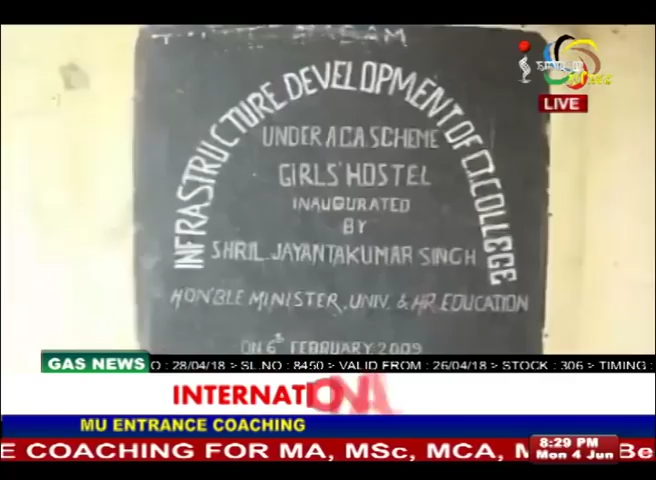 INFRASTRUCTURE DEVELOPMENT OF CI.COLLEGE
UNDER A.C.A.SCHEME
GIRLS' HOSTEL
INAUGURATED
BY
SHRI L. JAYANTAKUMAR SINGH
HON'BLE MINISTER, UNIV. & HR. EDUCATION
ON 6th FEBRUARY 2009
LIVE
GAS NEWS
O : 28/04/18 > SL.NO : 8450 > VALID FROM : 26/04/18 > STOCK : 306 > TIMING :
INTERNATIONAL
MU ENTRANCE COACHING
E COACHING FOR MA, MSc, MCA, M
8:29 PM
Mon 4 Jun
Be